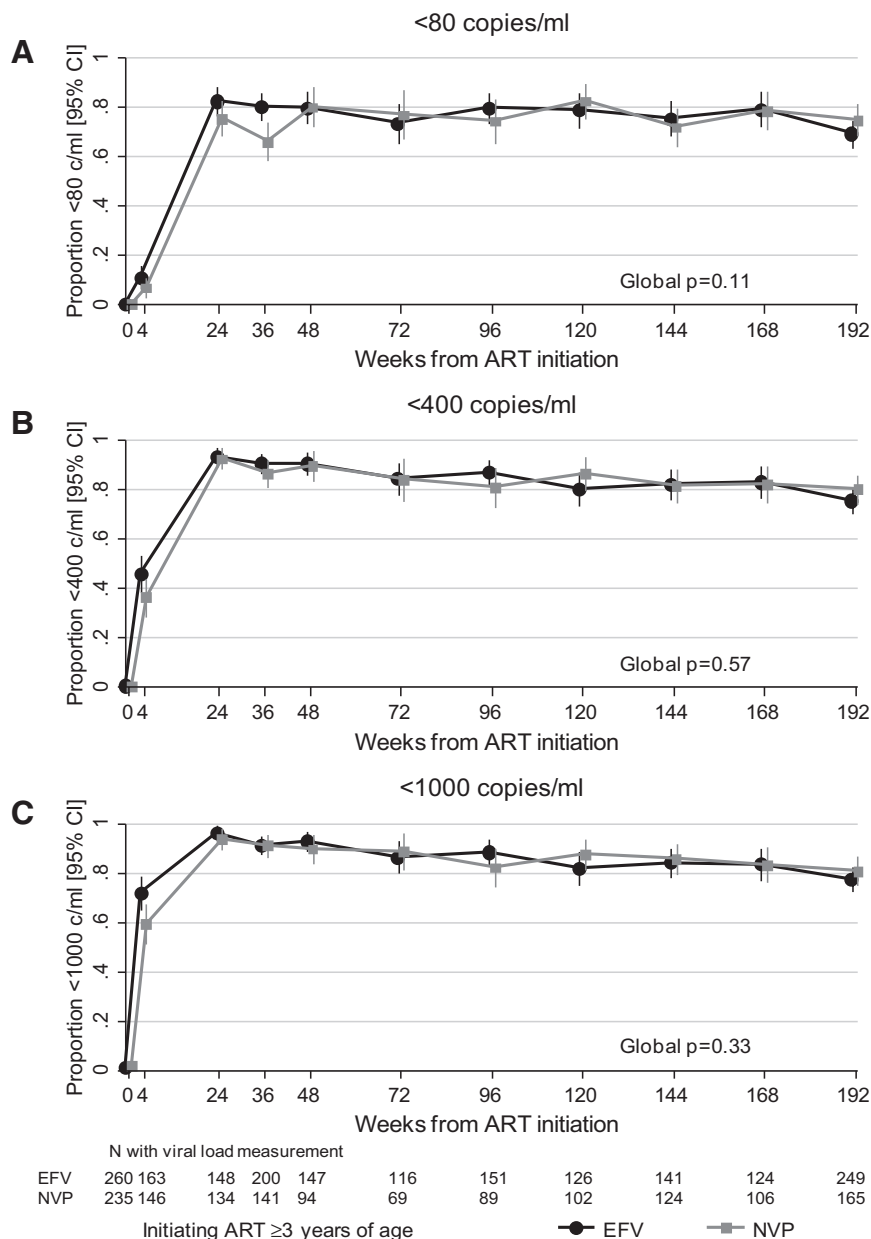 <80 copies/ml
A
Proportion <80 c/ml [95% CI]
1
.8
.6
.4
.2
0
Global p=0.11
0 4 24 36 48 72 96 120 144 168 192
Weeks from ART initiation
<400 copies/ml
B
Proportion <400 c/ml [95% CI]
1
.8
.6
.4
.2
0
Global p=0.57
0 4 24 36 48 72 96 120 144 168 192
Weeks from ART initiation
<1000 copies/ml
C
Proportion <1000 c/ml [95% CI]
1
.8
.6
.4
.2
0
Global p=0.33
0 4 24 36 48 72 96 120 144 168 192
Weeks from ART initiation
N with viral load measurement
EFV 260 163 148 200 147 116 151 126 141 124 249
NVP 235 146 134 141 94 69 89 102 124 106 165
Initiating ART ≥3 years of age EFV NVP